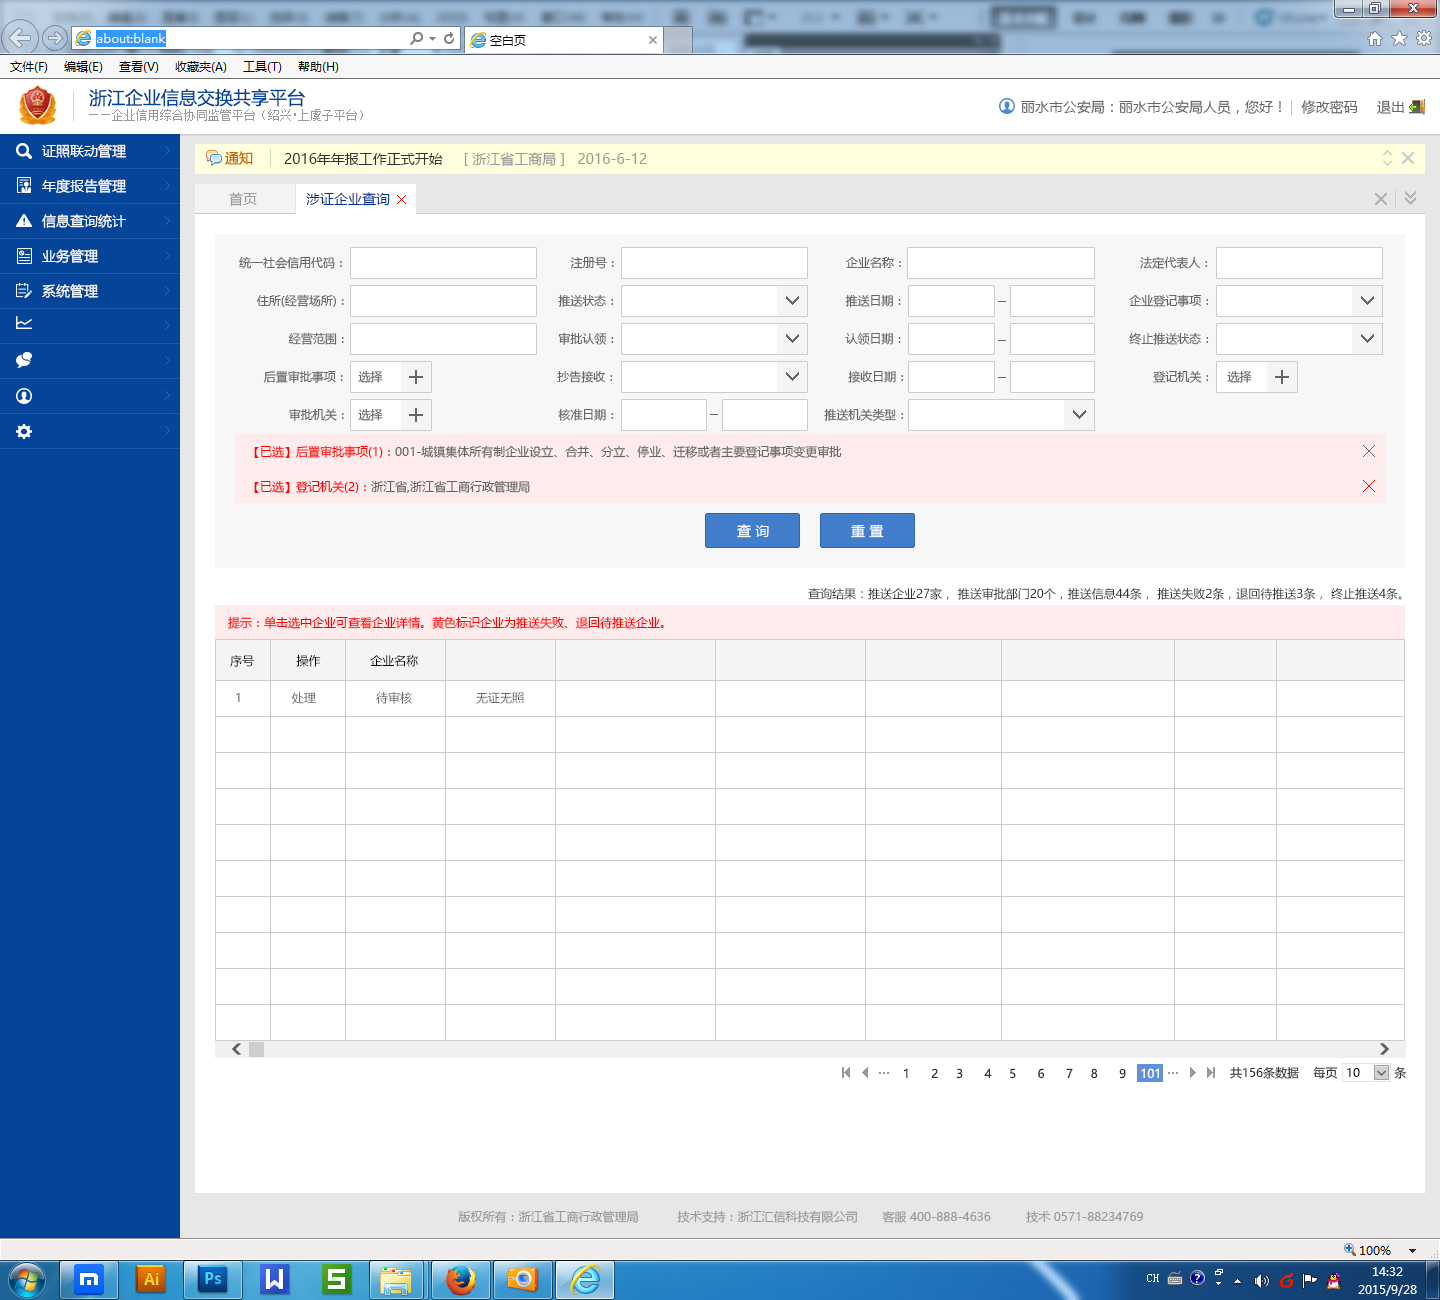 about:blank
空白页
文件(F) 编辑(E) 查看(V) 收藏夹(A) 工具(T) 帮助(H)
浙江企业信息交换共享平台
——企业信用综合协同监管平台（绍兴·上虞子平台）
丽水市公安局：丽水市公安局人员，您好！ 修改密码 退出
证照联动管理
年度报告管理
信息查询统计
业务管理
系统管理
通知 2016年年报工作正式开始 [ 浙江省工商局 ] 2016-6-12
首页 涉证企业查询
统一社会信用代码： 注册号： 企业名称： 法定代表人：
住所(经营场所)： 推送状态： 推送日期： – 企业登记事项：
经营范围： 审批认领： 认领日期： – 终止推送状态：
后置审批事项： 选择 抄告接收： 接收日期： – 登记机关： 选择
审批机关： 选择 核准日期： – 推送机关类型：
【已选】后置审批事项(1)：001-城镇集体所有制企业设立、合并、分立、停业、迁移或者主要登记事项变更审批
【已选】登记机关(2)：浙江省,浙江省工商行政管理局
查 询 重 置
查询结果：推送企业27家， 推送审批部门20个，推送信息44条， 推送失败2条，退回待推送3条， 终止推送4条。
提示：单击选中企业可查看企业详情。黄色标识企业为推送失败、退回待推送企业。
序号 操作 企业名称
1 处理 待审核 无证无照
··· 1 2 3 4 5 6 7 8 9 101 ··· 共156条数据 每页 10 条
版权所有：浙江省工商行政管理局 技术支持：浙江汇信科技有限公司 客服 400-888-4636 技术 0571-88234769
100%
m Ai Ps W S CH 14:32
2015/9/28